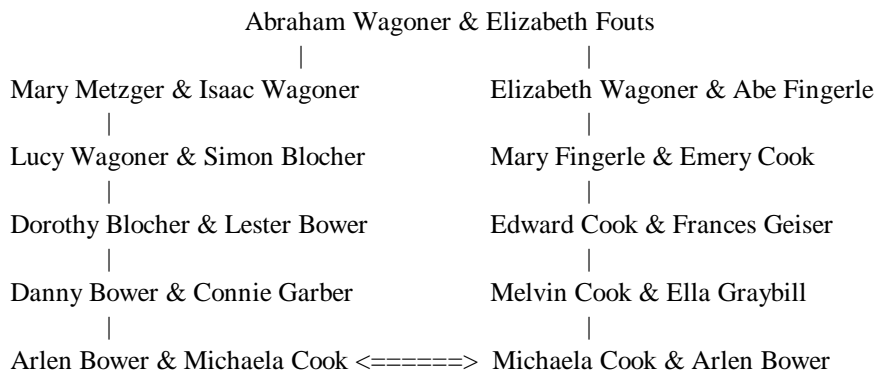 Abraham Wagoner & Elizabeth Fouts
| |
Mary Metzger & Isaac Wagoner Elizabeth Wagoner & Abe Fingerle
| |
Lucy Wagoner & Simon Blocher Mary Fingerle & Emery Cook
| |
Dorothy Blocher & Lester Bower Edward Cook & Frances Geiser
| |
Danny Bower & Connie Garber Melvin Cook & Ella Graybill
| |
Arlen Bower & Michaela Cook <======> Michaela Cook & Arlen Bower